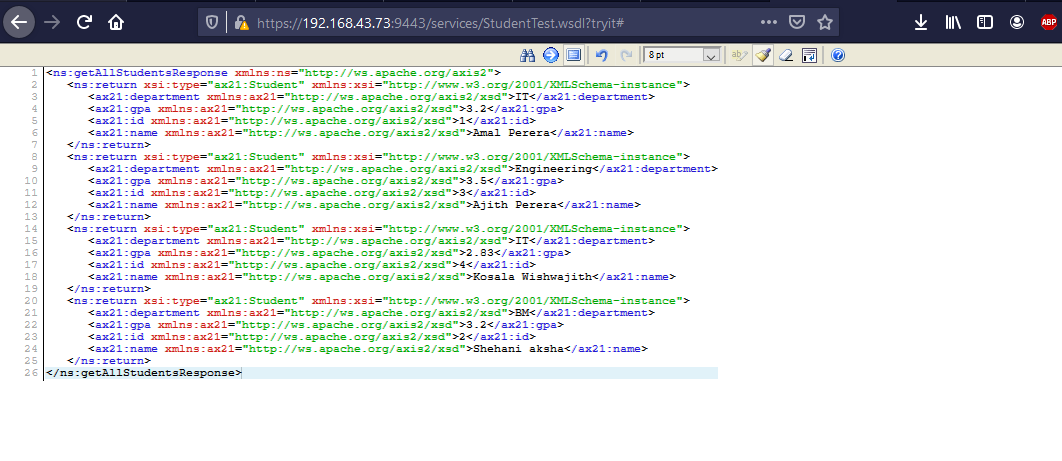 https://192.168.43.73:9443/services/StudentTest.wsdl?tryit#
ABP
8 pt
1 <ns:getAllStudentsResponse xmlns:ns="http://ws.apache.org/axis2">
2 <ns:return xsi:type="ax21:Student" xmlns:xsi="http://www.w3.org/2001/XMLSchema-instance">
3 <ax21:department xmlns:ax21="http://ws.apache.org/axis2/xsd">IT</ax21:department>
4 <ax21:gpa xmlns:ax21="http://ws.apache.org/axis2/xsd">3.2</ax21:gpa>
5 <ax21:id xmlns:ax21="http://ws.apache.org/axis2/xsd">1</ax21:id>
6 <ax21:name xmlns:ax21="http://ws.apache.org/axis2/xsd">Amal Perera</ax21:name>
7 </ns:return>
8 <ns:return xsi:type="ax21:Student" xmlns:xsi="http://www.w3.org/2001/XMLSchema-instance">
9 <ax21:department xmlns:ax21="http://ws.apache.org/axis2/xsd">Engineering</ax21:department>
10 <ax21:gpa xmlns:ax21="http://ws.apache.org/axis2/xsd">3.5</ax21:gpa>
11 <ax21:id xmlns:ax21="http://ws.apache.org/axis2/xsd">3</ax21:id>
12 <ax21:name xmlns:ax21="http://ws.apache.org/axis2/xsd">Ajith Perera</ax21:name>
13 </ns:return>
14 <ns:return xsi:type="ax21:Student" xmlns:xsi="http://www.w3.org/2001/XMLSchema-instance">
15 <ax21:department xmlns:ax21="http://ws.apache.org/axis2/xsd">IT</ax21:department>
16 <ax21:gpa xmlns:ax21="http://ws.apache.org/axis2/xsd">2.83</ax21:gpa>
17 <ax21:id xmlns:ax21="http://ws.apache.org/axis2/xsd">4</ax21:id>
18 <ax21:name xmlns:ax21="http://ws.apache.org/axis2/xsd">Kosala Wishwajith</ax21:name>
19 </ns:return>
20 <ns:return xsi:type="ax21:Student" xmlns:xsi="http://www.w3.org/2001/XMLSchema-instance">
21 <ax21:department xmlns:ax21="http://ws.apache.org/axis2/xsd">BM</ax21:department>
22 <ax21:gpa xmlns:ax21="http://ws.apache.org/axis2/xsd">3.2</ax21:gpa>
23 <ax21:id xmlns:ax21="http://ws.apache.org/axis2/xsd">2</ax21:id>
24 <ax21:name xmlns:ax21="http://ws.apache.org/axis2/xsd">Shehani aksha</ax21:name>
25 </ns:return>
26 </ns:getAllStudentsResponse>